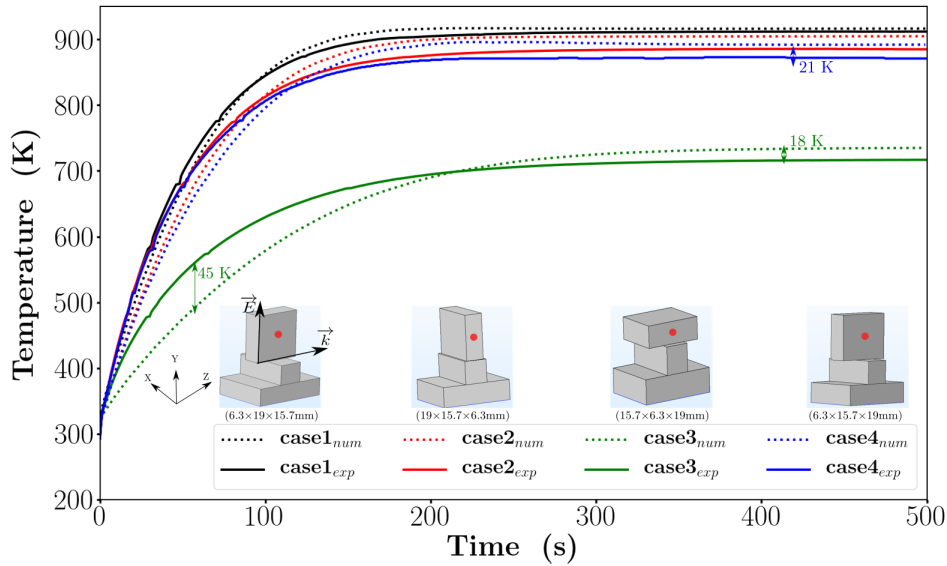 Temperature (K)
900
800
700
600
500
400
300
200
21 K
18 K
45 K
E
k
X
Y
Z
(6.3×19×15.7mm)
(19×15.7×6.3mm)
(15.7×6.3×19mm)
(6.3×15.7×19mm)
case1num case2num case3num case4num
case1exp case2exp case3exp case4exp
0 100 200 300 400 500
Time (s)